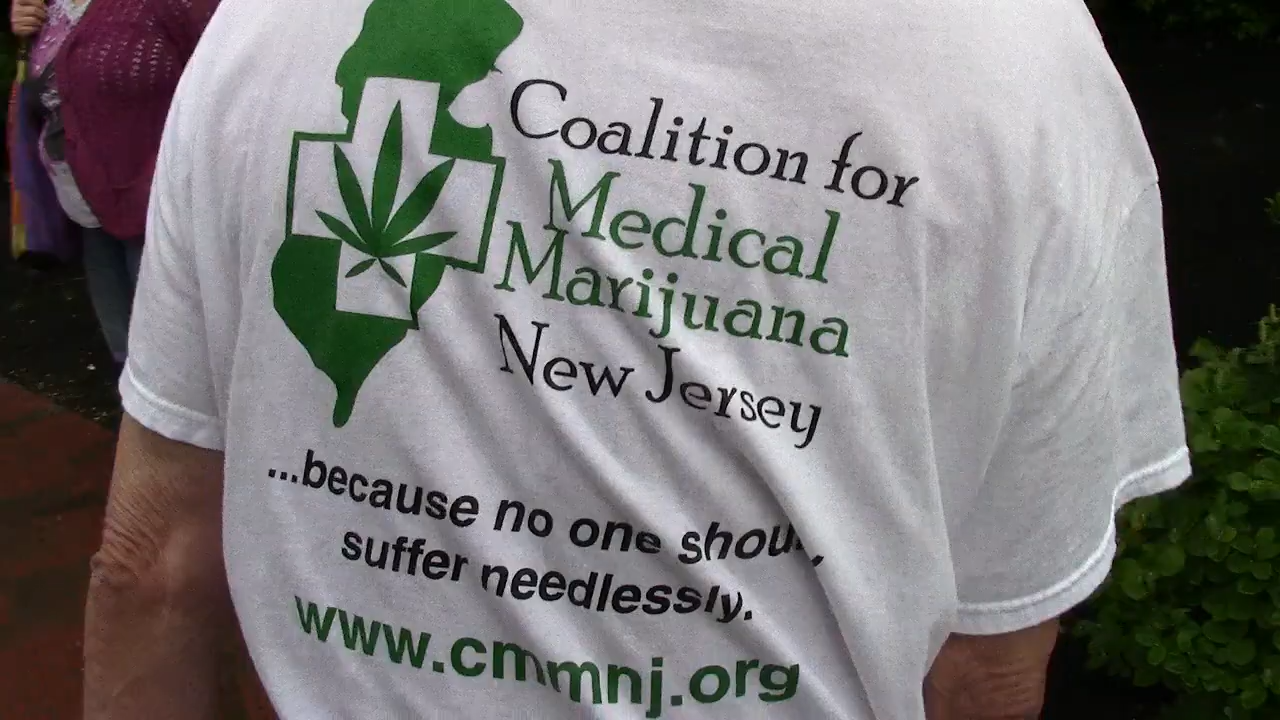 Coalition for
Medical
Marijuana
New Jersey
...because no one
suffer needlessly.
www.cmmnj.org